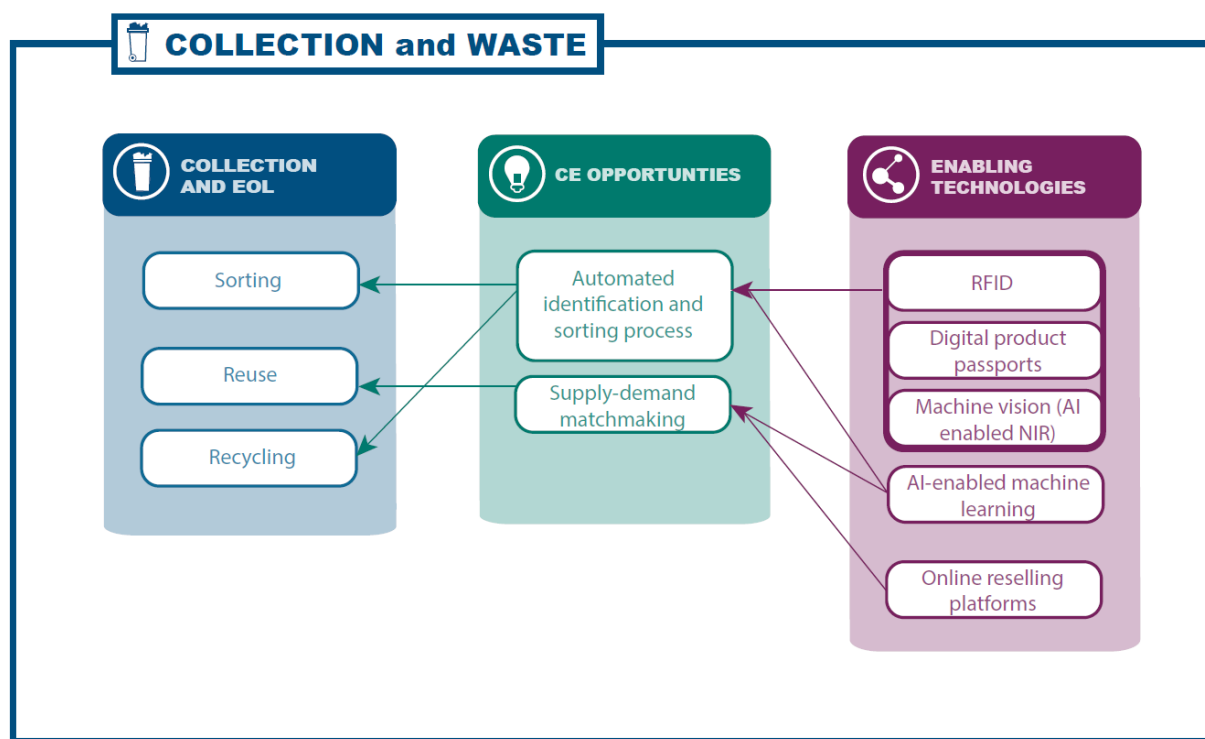 COLLECTION and WASTE
COLLECTION
AND EOL
Sorting
Reuse
Recycling
CE OPPORTUNTIES
Automated
identification and
sorting process
Supply-demand
matchmaking
ENABLING
TECHNOLOGIES
RFID
Digital product
passports
Machine vision (AI
enabled NIR)
AI-enabled machine
learning
Online reselling
platforms